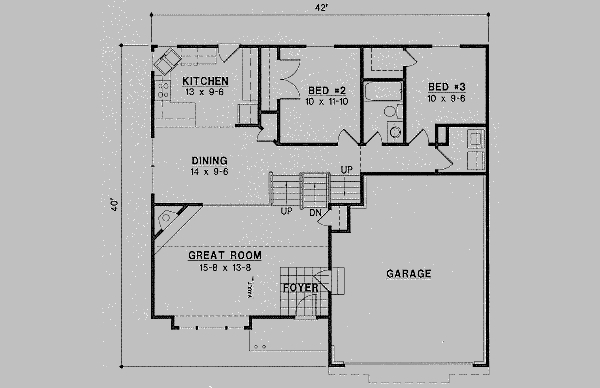 42'
KITCHEN
13 x 9-6
BED #2
10 x 11-10
BED #3
10 x 9-6
DINING
14 x 9-6
UP
40'
UP
DN
GREAT ROOM
15-8 x 13-8
GARAGE
VAULT
FOYER